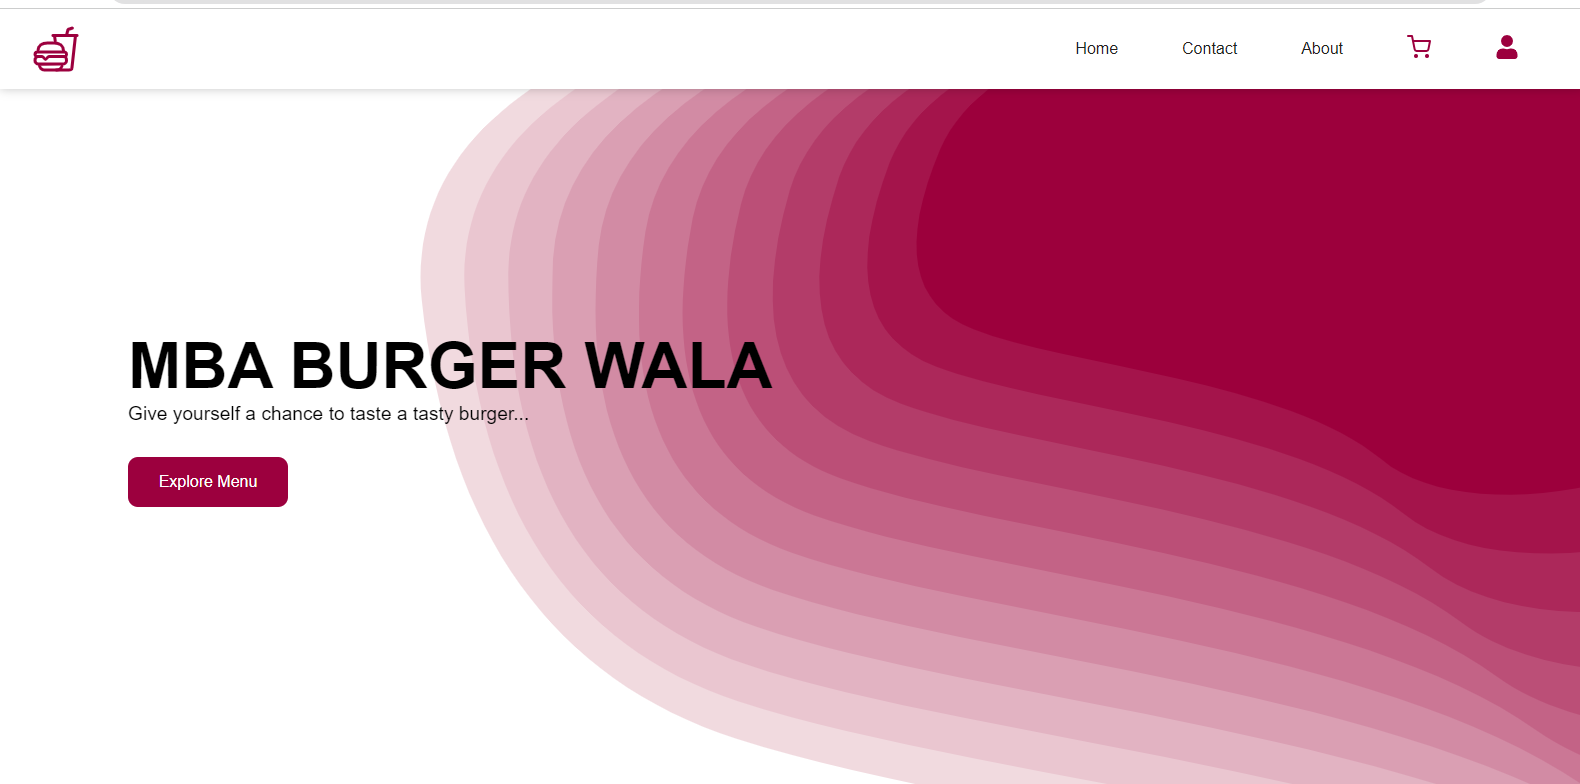 Home Contact About
MBA BURGER WALA
Give yourself a chance to taste a tasty burger...
Explore Menu